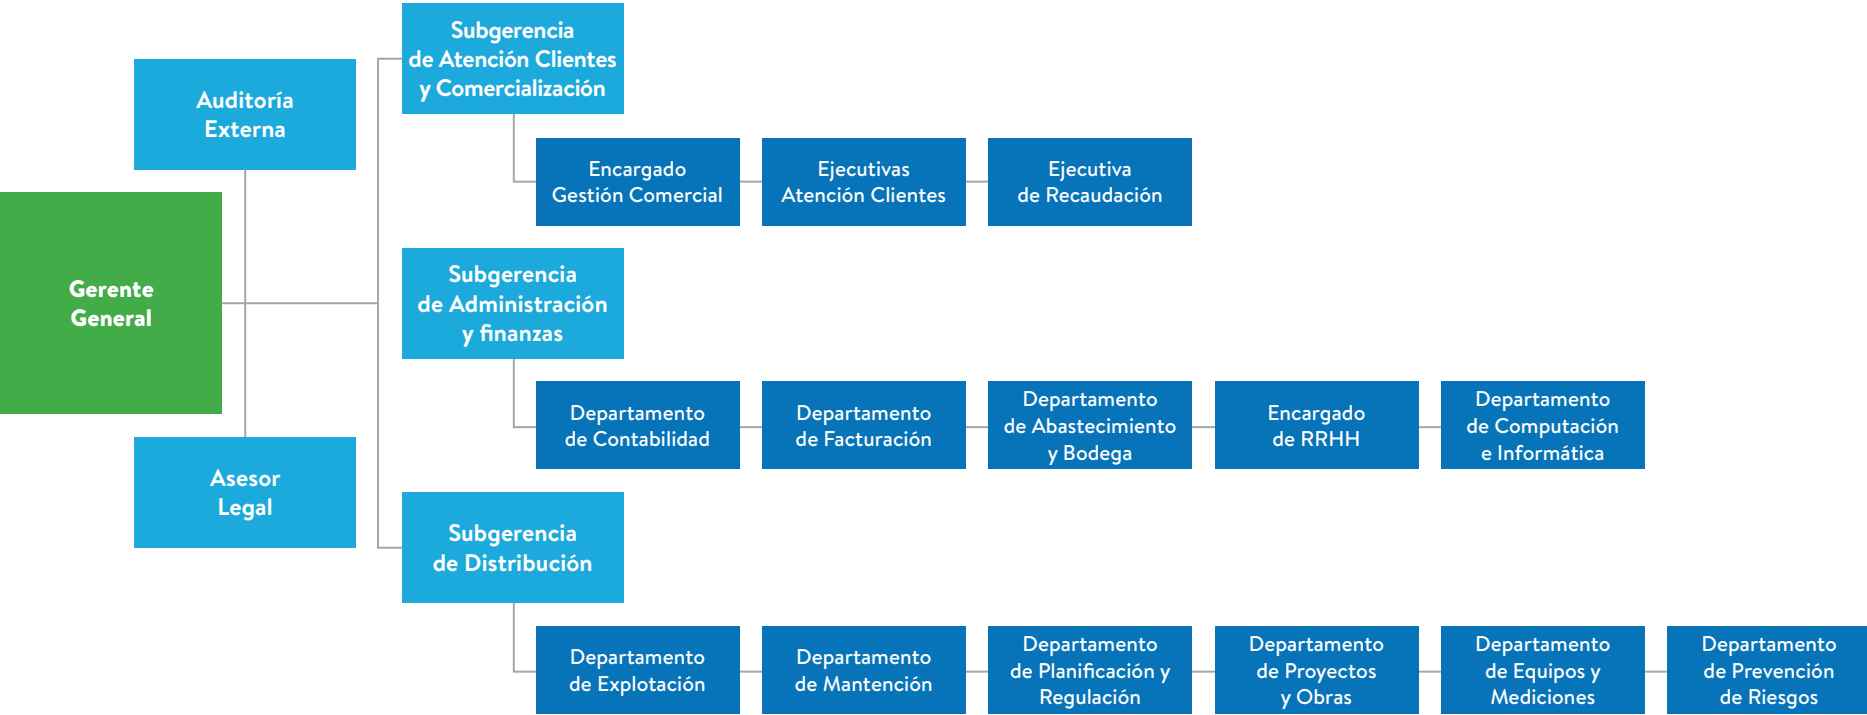 Gerente
General
Auditoría
Externa
Asesor
Legal
Subgerencia
de Atención Clientes
y Comercialización
Encargado
Gestión Comercial
Ejecutivas
Atención Clientes
Ejecutiva
de Recaudación
Subgerencia
de Administración
y finanzas
Departamento
de Contabilidad
Departamento
de Facturación
Departamento
de Abastecimiento
y Bodega
Encargado
de RRHH
Departamento
de Computación
e Informática
Subgerencia
de Distribución
Departamento
de Explotación
Departamento
de Mantención
Departamento
de Planificación y
Regulación
Departamento
de Proyectos
y Obras
Departamento
de Equipos y
Mediciones
Departamento
de Prevención
de Riesgos